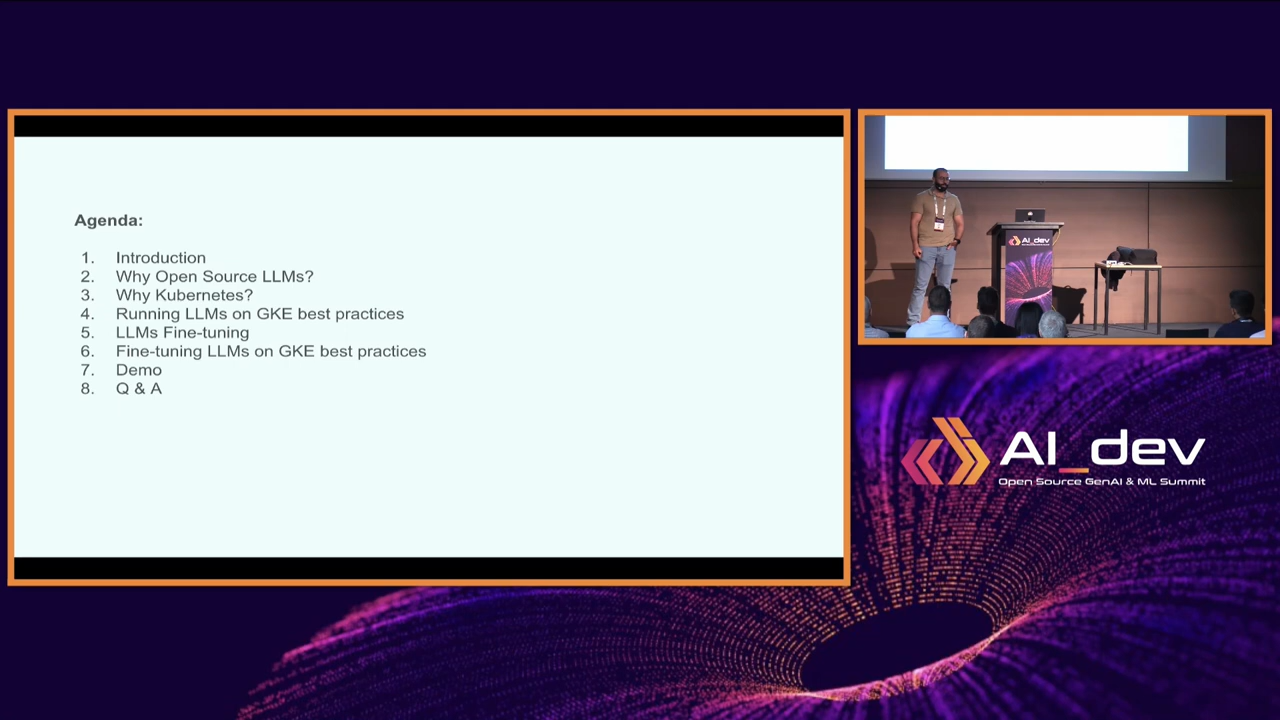 Agenda:
1. Introduction
2. Why Open Source LLMs?
3. Why Kubernetes?
4. Running LLMs on GKE best practices
5. LLMs Fine-tuning
6. Fine-tuning LLMs on GKE best practices
7. Demo
8. Q & A
AI_dev
AI_dev
Open Source GenAI & ML Summit